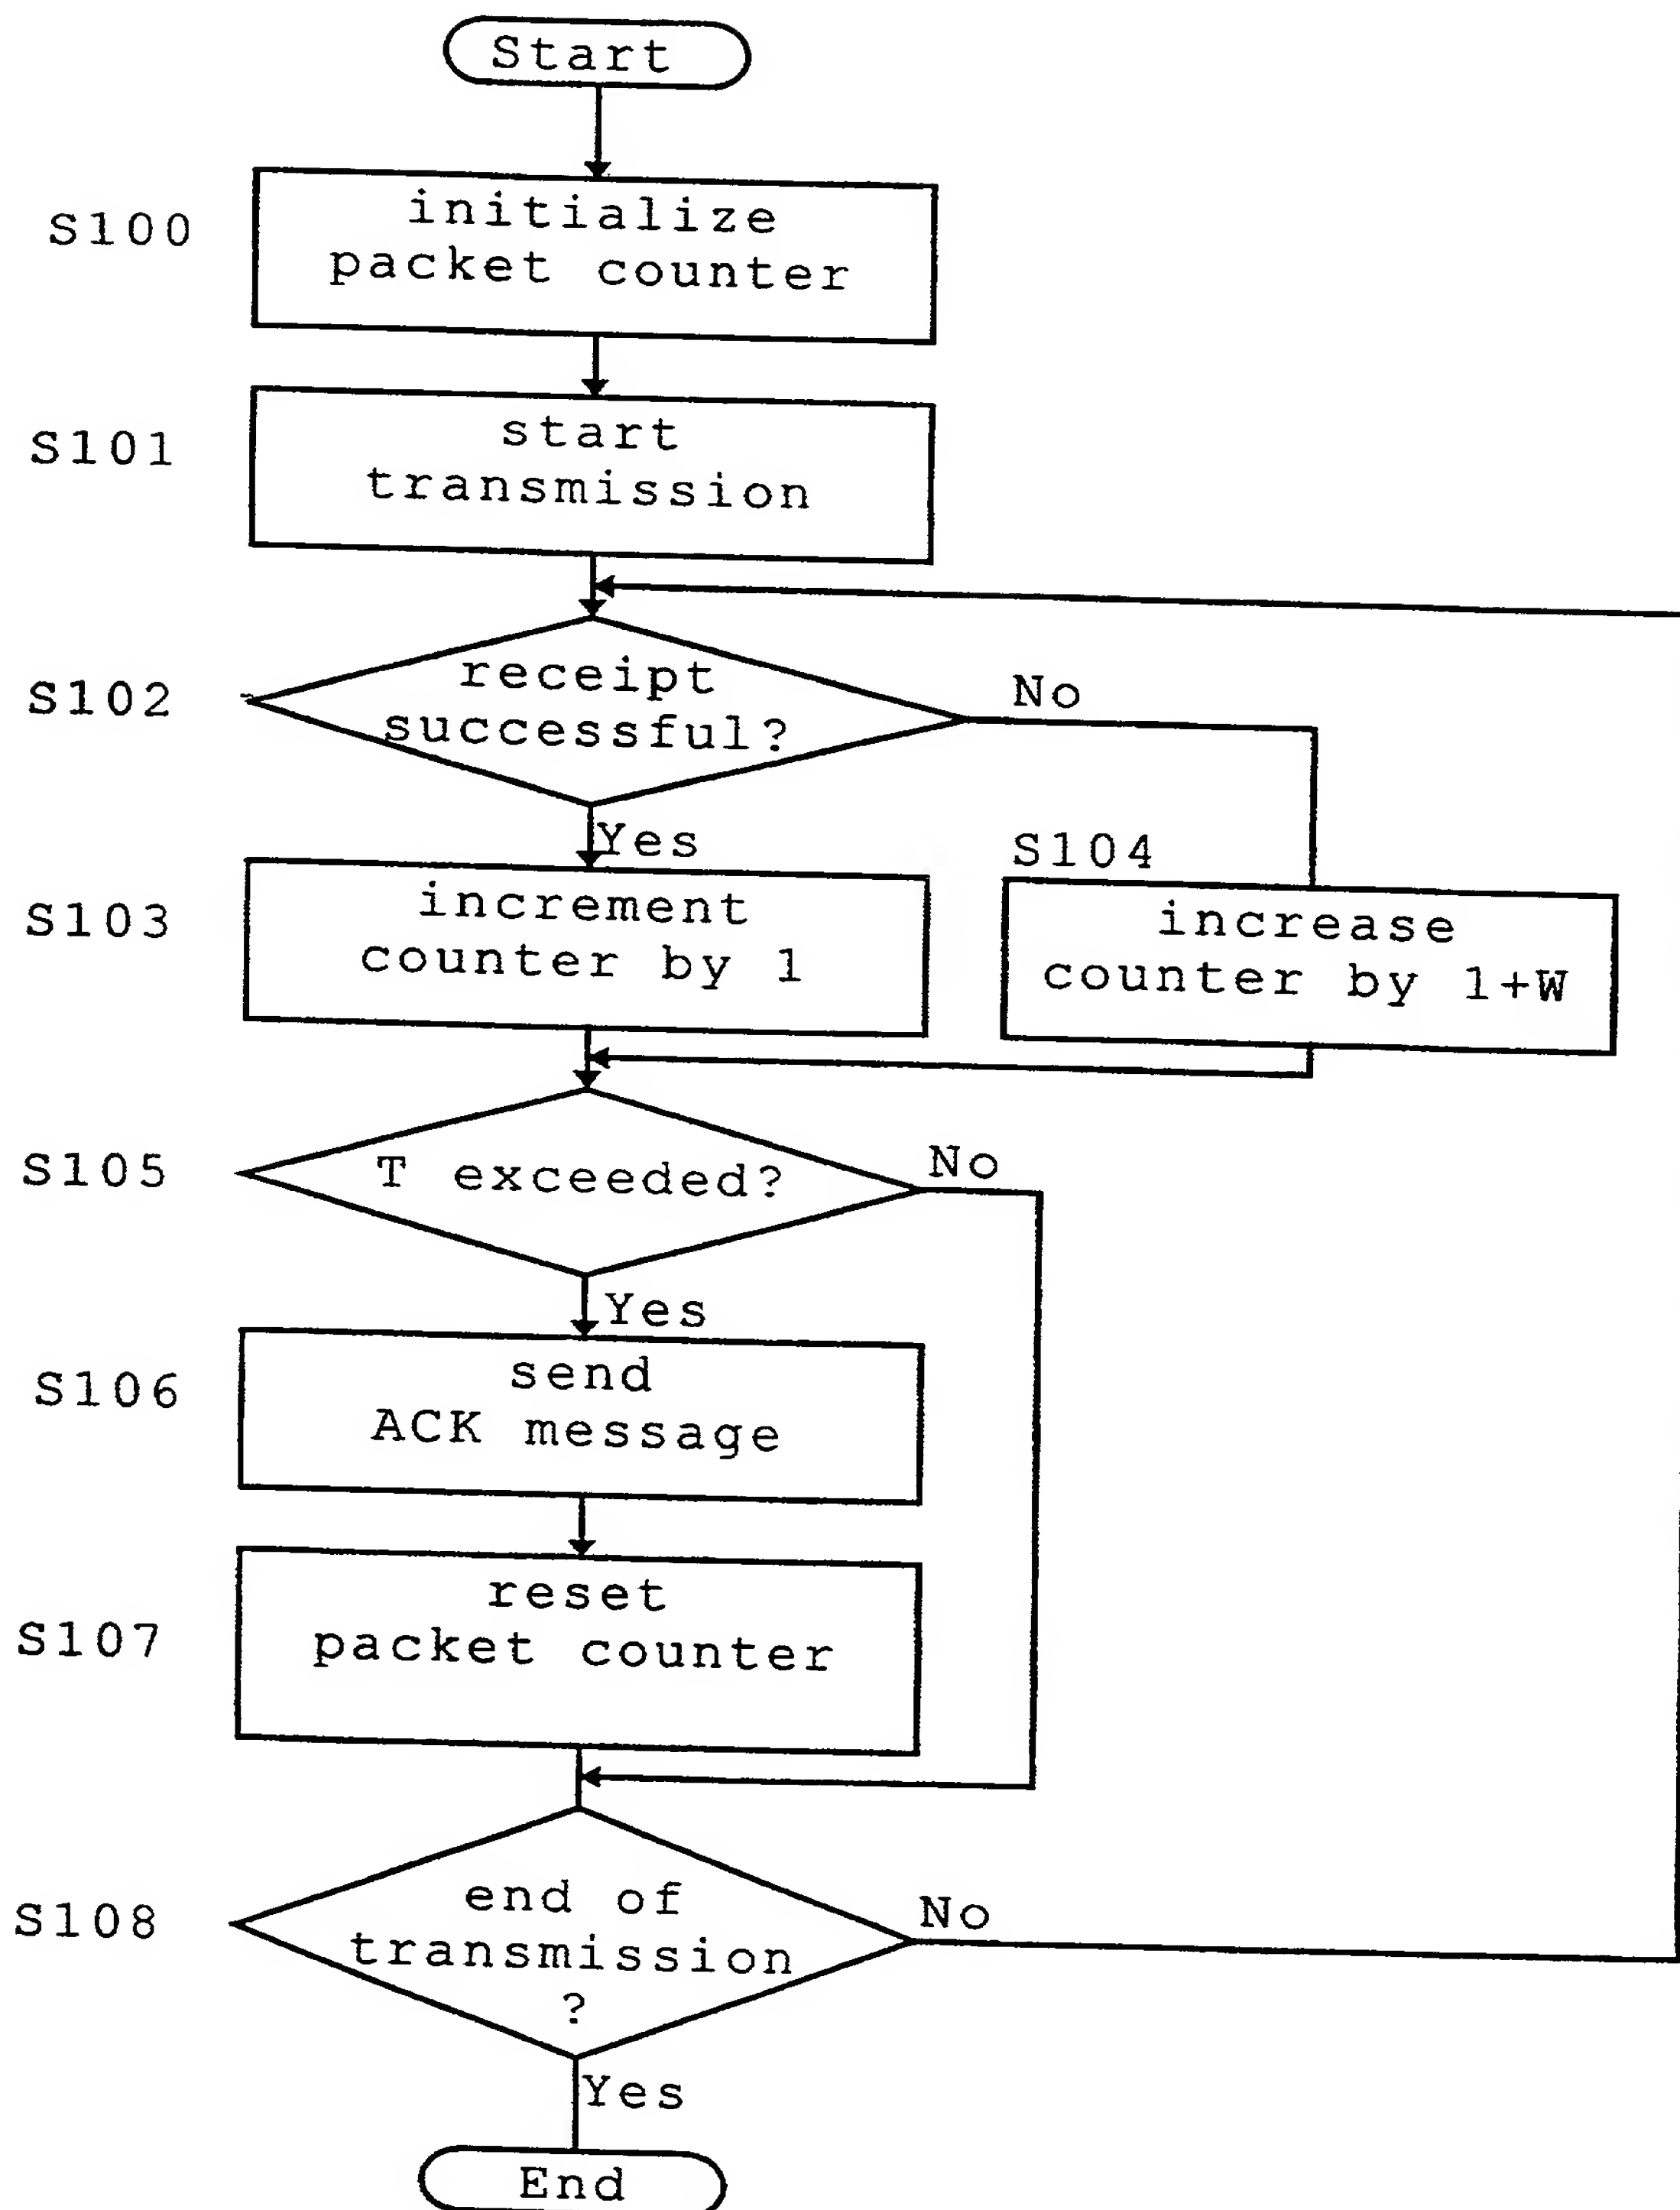 Start
S100
initialize
packet counter
S101
start
transmission
S102
receipt
successful?
No
Yes
S103
increment
counter by 1
S104
increase
counter by 1+W
S105
T exceeded?
No
Yes
S106
send
ACK message
S107
reset
packet counter
S108
end of
transmission
?
No
Yes
End